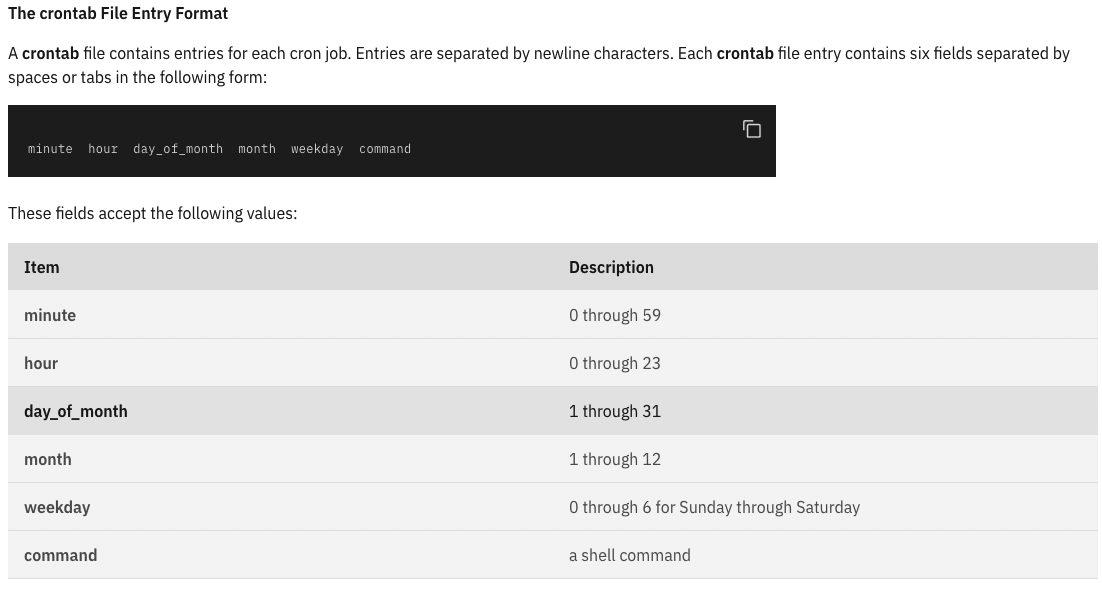 The crontab File Entry Format
A crontab file contains entries for each cron job. Entries are separated by newline characters. Each crontab file entry contains six fields separated by
spaces or tabs in the following form:
minute  hour  day_of_month  month  weekday  command
These fields accept the following values:
Item Description
minute 0 through 59
hour 0 through 23
day_of_month 1 through 31
month 1 through 12
weekday 0 through 6 for Sunday through Saturday
command a shell command